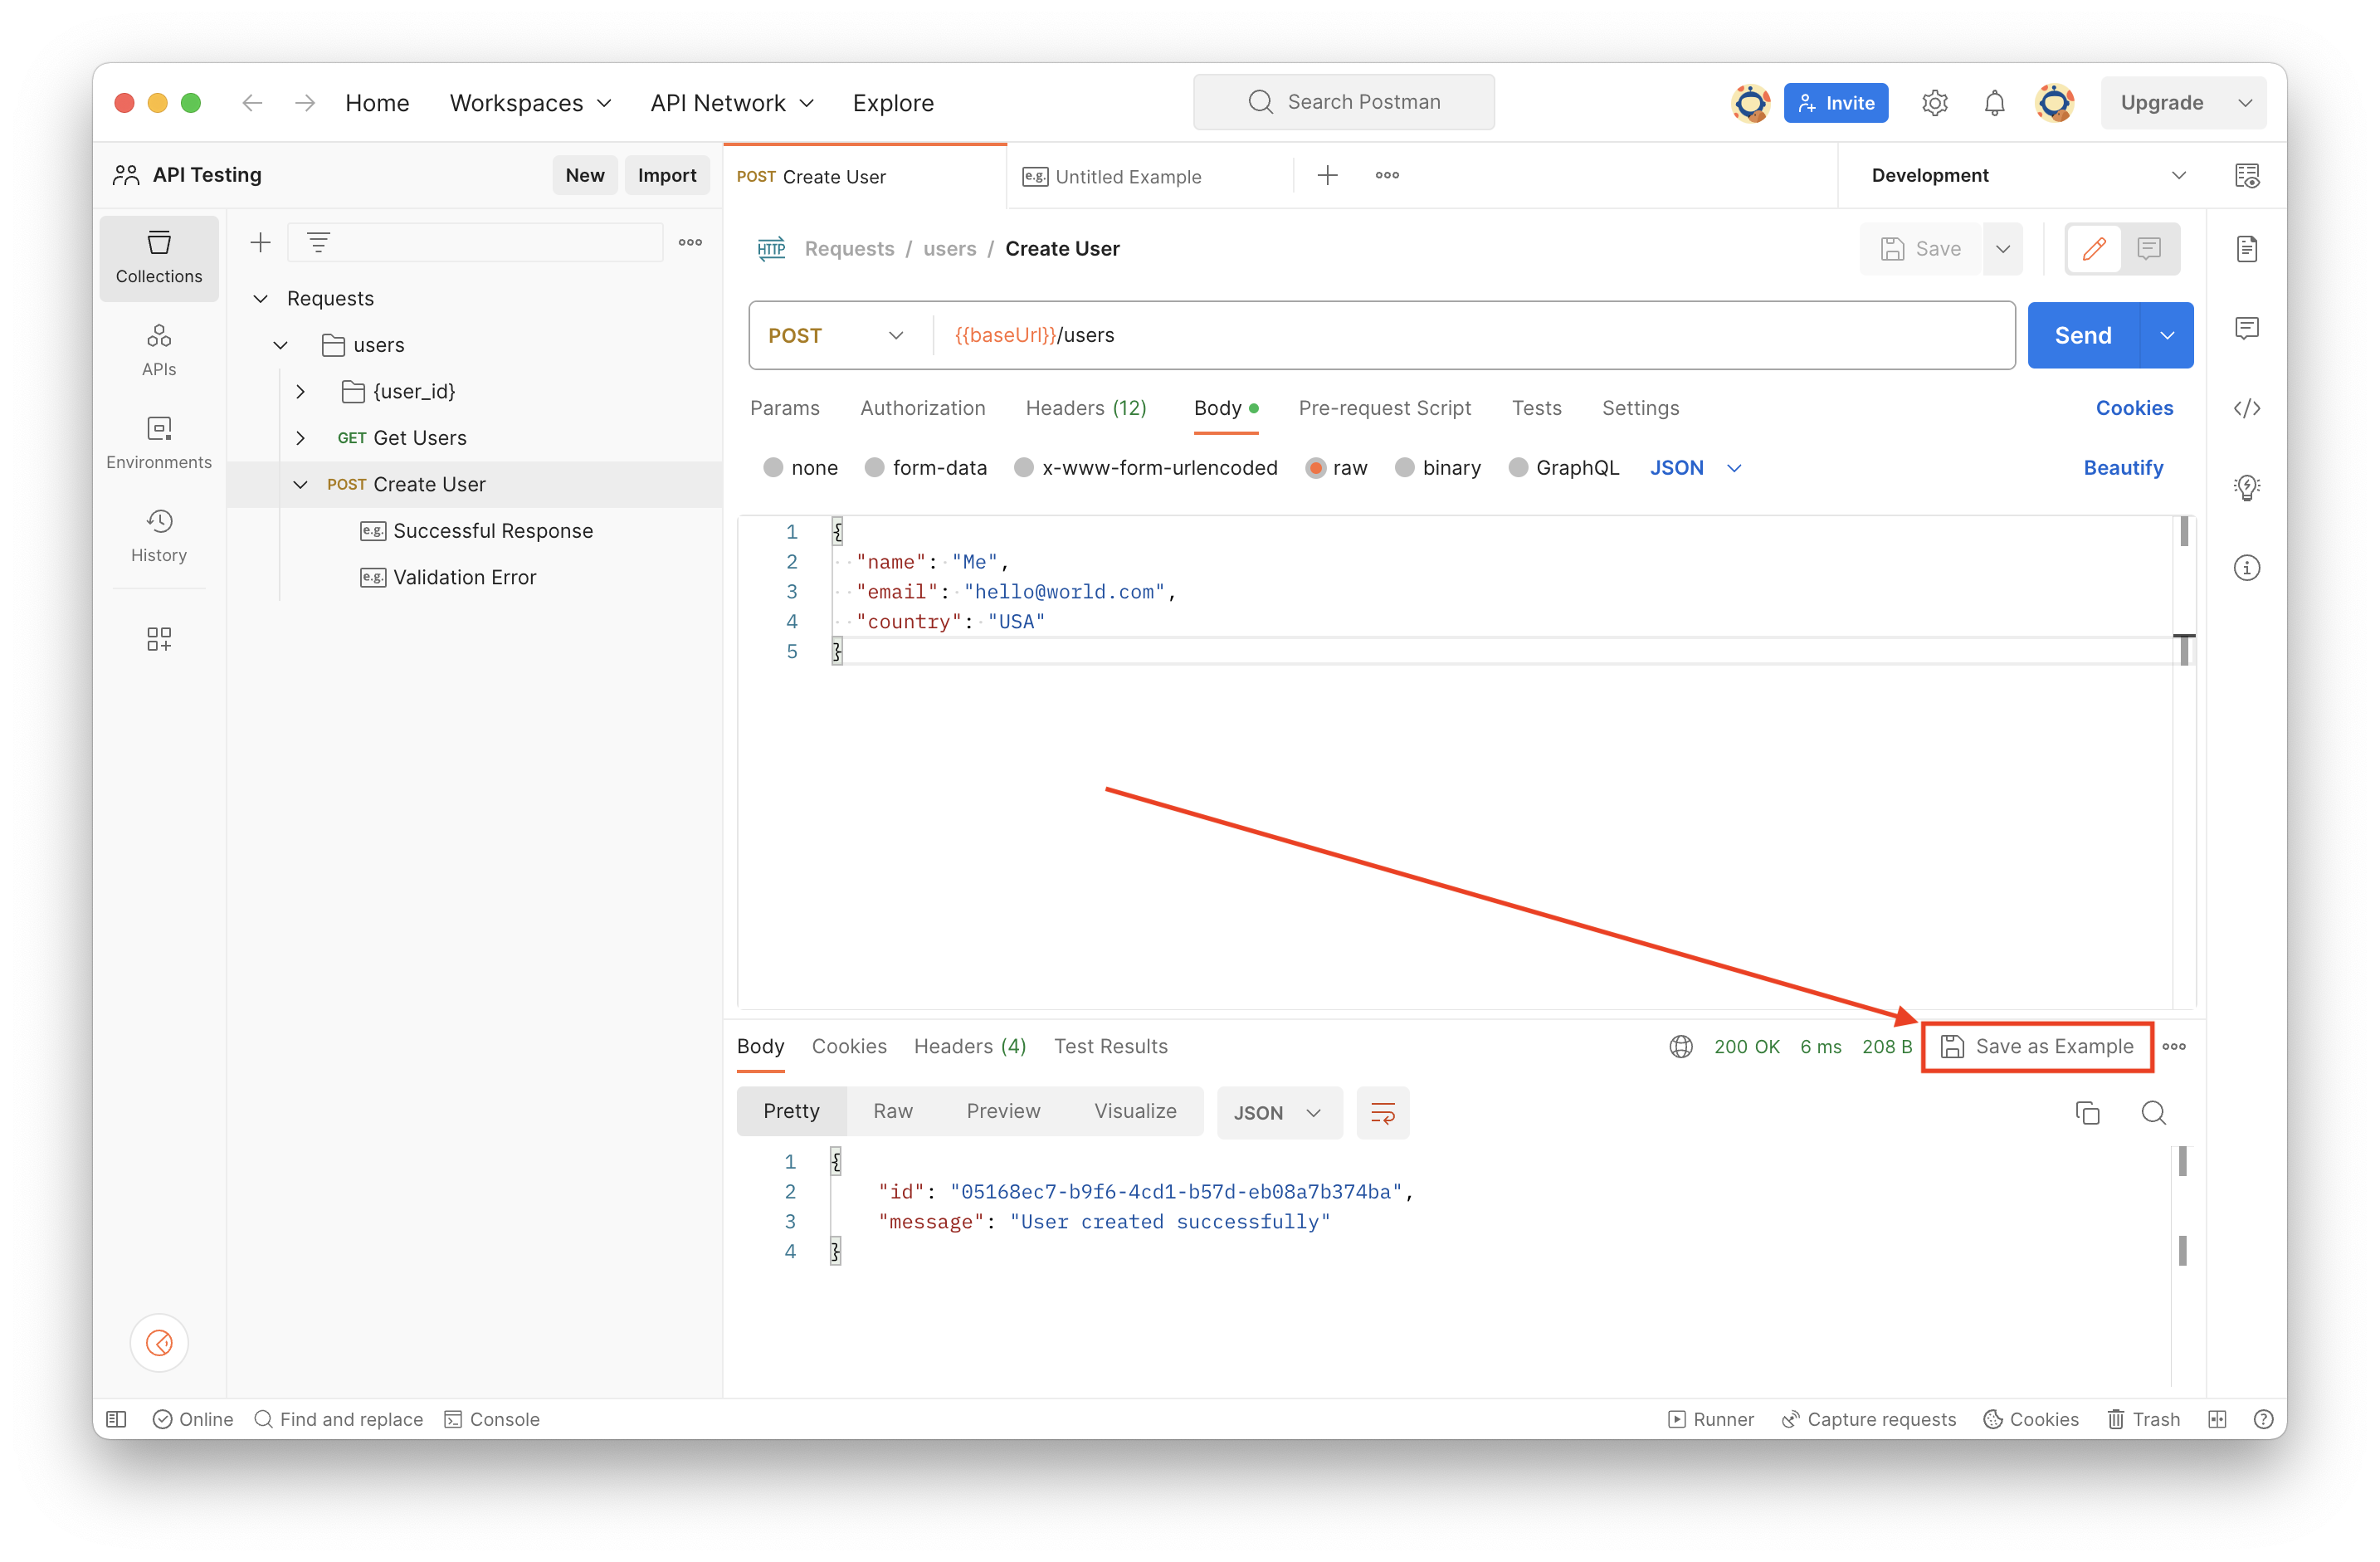 Home Workspaces API Network Explore Search Postman Invite Upgrade
API Testing New Import POST Create User e.g. Untitled Example Development
Collections
APIs
Environments
History
Requests
users
{user_id}
GET Get Users
POST Create User
e.g. Successful Response
e.g. Validation Error
HTTP Requests / users / Create User Save
POST {{baseUrl}}/users Send
Params Authorization Headers (12) Body Pre-request Script Tests Settings Cookies
none form-data x-www-form-urlencoded raw binary GraphQL JSON Beautify
1 {
2 "name": "Me",
3 "email": "hello@world.com",
4 "country": "USA"
5 }
Body Cookies Headers (4) Test Results 200 OK 6 ms 208 B Save as Example
Pretty Raw Preview Visualize JSON
1 {
2 "id": "05168ec7-b9f6-4cd1-b57d-eb08a7b374ba",
3 "message": "User created successfully"
4 }
Online Find and replace Console Runner Capture requests Cookies Trash